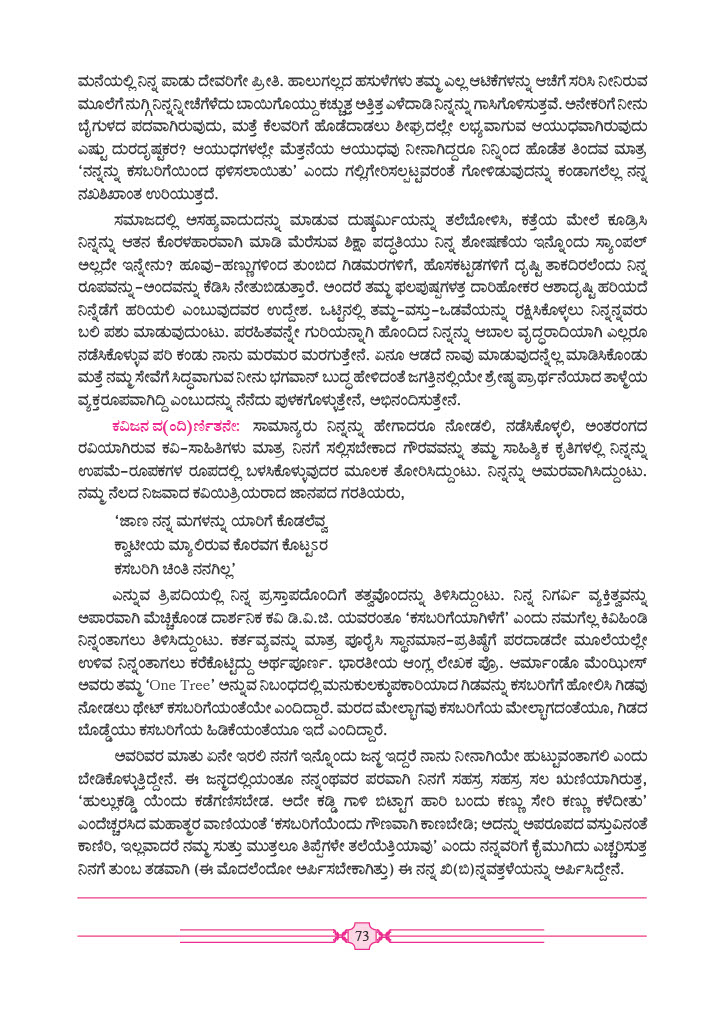 ಮನೆಯಲ್ಲಿ ನಿನ್ನ ಪಾಡು ದೇವರಿಗೇ ಪ್ರೀತಿ. ಹಾಲುಗಲ್ಲದ ಹಸುಳೆಗಳು ತಮ್ಮ ಎಲ್ಲ ಆಟಿಕೆಗಳನ್ನು ಆಚೆಗೆ ಸರಿಸಿ ನೀನಿರುವ
ಮೂಲೆಗೆ ನುಗ್ಗಿ ನಿನ್ನನ್ನೀಚೆಗೆಳೆದು ಬಾಯಿಗೊಯ್ದು ಕಚ್ಚುತ್ತ ಅತ್ತಿತ್ತ ಎಳೆದಾಡಿ ನಿನ್ನನ್ನು ಗಾಸಿಗೊಳಿಸುತ್ತವೆ. ಅನೇಕರಿಗೆ ನೀನು
ಬೈಗುಳದ ಪದವಾಗಿರುವುದು, ಮತ್ತೆ ಕೆಲವರಿಗೆ ಹೊಡೆದಾಡಲು ಶೀಘ್ರದಲ್ಲೇ ಲಭ್ಯವಾಗುವ ಆಯುಧವಾಗಿರುವುದು
ಎಷ್ಟು ದುರದೃಷ್ಟಕರ? ಆಯುಧಗಳಲ್ಲೇ ಮೆತ್ತನೆಯ ಆಯುಧವು ನೀನಾಗಿದ್ದರೂ ನಿನ್ನಿಂದ ಹೊಡೆತ ತಿಂದವ ಮಾತ್ರ
‘ನನ್ನನ್ನು ಕಸಬರಿಗೆಯಿಂದ ಥಳಿಸಲಾಯಿತು’ ಎಂದು ಗಲ್ಲಿಗೇರಿಸಲ್ಪಟ್ಟವರಂತೆ ಗೋಳಿಡುವುದನ್ನು ಕಂಡಾಗಲೆಲ್ಲ ನನ್ನ
ನಖಶಿಖಾಂತ ಉರಿಯುತ್ತದೆ.
ಸಮಾಜದಲ್ಲಿ ಅಸಹ್ಯವಾದುದನ್ನು ಮಾಡುವ ದುಷ್ಕರ್ಮಿಯನ್ನು ತಲೆಬೋಳಿಸಿ, ಕತ್ತೆಯ ಮೇಲೆ ಕೂಡ್ರಿಸಿ
ನಿನ್ನನ್ನು ಆತನ ಕೊರಳಹಾರವಾಗಿ ಮಾಡಿ ಮೆರೆಸುವ ಶಿಕ್ಷಾ ಪದ್ಧತಿಯು ನಿನ್ನ ಶೋಷಣೆಯ ಇನ್ನೊಂದು ಸ್ಯಾಂಪಲ್
ಅಲ್ಲದೇ ಇನ್ನೇನು? ಹೂವು–ಹಣ್ಣುಗಳಿಂದ ತುಂಬಿದ ಗಿಡಮರಗಳಿಗೆ, ಹೊಸಕಟ್ಟಡಗಳಿಗೆ ದೃಷ್ಟಿ ತಾಕದಿರಲೆಂದು ನಿನ್ನ
ರೂಪವನ್ನು–ಅಂದವನ್ನು ಕೆಡಿಸಿ ನೇತುಬಿಡುತ್ತಾರೆ. ಅಂದರೆ ತಮ್ಮ ಫಲಪುಷ್ಪಗಳತ್ತ ದಾರಿಹೋಕರ ಆಶಾದೃಷ್ಟಿ ಹರಿಯದೆ
ನಿನ್ನೆಡೆಗೆ ಹರಿಯಲಿ ಎಂಬುವುದವರ ಉದ್ದೇಶ. ಒಟ್ಟಿನಲ್ಲಿ ತಮ್ಮ–ವಸ್ತು–ಒಡವೆಯನ್ನು ರಕ್ಷಿಸಿಕೊಳ್ಳಲು ನಿನ್ನನ್ನವರು
ಬಲಿ ಪಶು ಮಾಡುವುದುಂಟು. ಪರಹಿತವನ್ನೇ ಗುರಿಯನ್ನಾಗಿ ಹೊಂದಿದ ನಿನ್ನನ್ನು ಆಬಾಲ ವೃದ್ಧರಾದಿಯಾಗಿ ಎಲ್ಲರೂ
ನಡೆಸಿಕೊಳ್ಳುವ ಪರಿ ಕಂಡು ನಾನು ಮರಮರ ಮರಗುತ್ತೇನೆ. ಏನೂ ಆಡದೆ ನಾವು ಮಾಡುವುದನ್ನೆಲ್ಲ ಮಾಡಿಸಿಕೊಂಡು
ಮತ್ತೆ ನಮ್ಮ ಸೇವೆಗೆ ಸಿದ್ಧವಾಗುವ ನೀನು ಭಗವಾನ್ ಬುದ್ಧ ಹೇಳಿದಂತೆ ಜಗತ್ತಿನಲ್ಲಿಯೇ ಶ್ರೇಷ್ಠ ಪ್ರಾರ್ಥನೆಯಾದ ತಾಳ್ಮೆಯ
ವ್ಯಕ್ತರೂಪವಾಗಿದ್ದಿ ಎಂಬುದನ್ನು ನೆನೆದು ಪುಳಕಗೊಳ್ಳುತ್ತೇನೆ, ಅಭಿನಂದಿಸುತ್ತೇನೆ.
ಕವಿಜನ ವ(ಂದಿ)ರ್ಣಿತನೇ: ಸಾಮಾನ್ಯರು ನಿನ್ನನ್ನು ಹೇಗಾದರೂ ನೋಡಲಿ, ನಡೆಸಿಕೊಳ್ಳಲಿ, ಅಂತರಂಗದ
ರವಿಯಾಗಿರುವ ಕವಿ–ಸಾಹಿತಿಗಳು ಮಾತ್ರ ನಿನಗೆ ಸಲ್ಲಿಸಬೇಕಾದ ಗೌರವವನ್ನು ತಮ್ಮ ಸಾಹಿತ್ಯಿಕ ಕೃತಿಗಳಲ್ಲಿ ನಿನ್ನನ್ನು
ಉಪಮೆ–ರೂಪಕಗಳ ರೂಪದಲ್ಲಿ ಬಳಸಿಕೊಳ್ಳುವುದರ ಮೂಲಕ ತೋರಿಸಿದ್ದುಂಟು. ನಿನ್ನನ್ನು ಅಮರವಾಗಿಸಿದ್ದುಂಟು.
ನಮ್ಮ ನೆಲದ ನಿಜವಾದ ಕವಿಯಿತ್ರಿಯರಾದ ಜಾನಪದ ಗರತಿಯರು,
‘ಜಾಣ ನನ್ನ ಮಗಳನ್ನು ಯಾರಿಗೆ ಕೊಡಲೆವ್ವ
ಕ್ವಾಟೀಯ ಮ್ಯಾಲಿರುವ ಕೊರವಗ ಕೊಟ್ಟಽರ
ಕಸಬರಿಗಿ ಚಿಂತಿ ನನಗಿಲ್ಲ’
ಎನ್ನುವ ತ್ರಿಪದಿಯಲ್ಲಿ ನಿನ್ನ ಪ್ರಸ್ತಾಪದೊಂದಿಗೆ ತತ್ವವೊಂದನ್ನು ತಿಳಿಸಿದ್ದುಂಟು. ನಿನ್ನ ನಿಗರ್ವಿ ವ್ಯಕ್ತಿತ್ವವನ್ನು
ಅಪಾರವಾಗಿ ಮೆಚ್ಚಿಕೊಂಡ ದಾರ್ಶನಿಕ ಕವಿ ಡಿ.ವಿ.ಜಿ. ಯವರಂತೂ ‘ಕಸಬರಿಗೆಯಾಗಿಳೆಗೆ’ ಎಂದು ನಮಗೆಲ್ಲ ಕಿವಿಹಿಂಡಿ
ನಿನ್ನಂತಾಗಲು ತಿಳಿಸಿದ್ದುಂಟು. ಕರ್ತವ್ಯವನ್ನು ಮಾತ್ರ ಪೂರೈಸಿ ಸ್ಥಾನಮಾನ–ಪ್ರತಿಷ್ಠೆಗೆ ಪರದಾಡದೇ ಮೂಲೆಯಲ್ಲೇ
ಉಳಿವ ನಿನ್ನಂತಾಗಲು ಕರೆಕೊಟ್ಟಿದ್ದು ಅರ್ಥಪೂರ್ಣ. ಭಾರತೀಯ ಆಂಗ್ಲ ಲೇಖಕ ಪ್ರೊ. ಆರ್ಮಾಂಡೊ ಮೆಂಝೀಸ್
ಅವರು ತಮ್ಮ ‘One Tree’ ಅನ್ನುವ ನಿಬಂಧದಲ್ಲಿ ಮನುಕುಲಕ್ಕುಪಕಾರಿಯಾದ ಗಿಡವನ್ನು ಕಸಬರಿಗೆಗೆ ಹೋಲಿಸಿ ಗಿಡವು
ನೋಡಲು ಥೇಟ್ ಕಸಬರಿಗೆಯಂತೆಯೇ ಎಂದಿದ್ದಾರೆ. ಮರದ ಮೇಲ್ಭಾಗವು ಕಸಬರಿಗೆಯ ಮೇಲ್ಭಾಗದಂತೆಯೂ, ಗಿಡದ
ಬೊಡ್ಡೆಯು ಕಸಬರಿಗೆಯ ಹಿಡಿಕೆಯಂತೆಯೂ ಇದೆ ಎಂದಿದ್ದಾರೆ.
ಅವರಿವರ ಮಾತು ಏನೇ ಇರಲಿ ನನಗೆ ಇನ್ನೊಂದು ಜನ್ಮ ಇದ್ದರೆ ನಾನು ನೀನಾಗಿಯೇ ಹುಟ್ಟುವಂತಾಗಲಿ ಎಂದು
ಬೇಡಿಕೊಳ್ಳುತ್ತಿದ್ದೇನೆ. ಈ ಜನ್ಮದಲ್ಲಿಯಂತೂ ನನ್ನಂಥವರ ಪರವಾಗಿ ನಿನಗೆ ಸಹಸ್ರ ಸಹಸ್ರ ಸಲ ಋಣಿಯಾಗಿರುತ್ತ,
‘ಹುಲ್ಲುಕಡ್ಡಿ ಯೆಂದು ಕಡೆಗಣಿಸಬೇಡ. ಅದೇ ಕಡ್ಡಿ ಗಾಳಿ ಬಿಟ್ಟಾಗ ಹಾರಿ ಬಂದು ಕಣ್ಣು ಸೇರಿ ಕಣ್ಣು ಕಳೆದೀತು’
ಎಂದೆಚ್ಚರಸಿದ ಮಹಾತ್ಮರ ವಾಣಿಯಂತೆ ‘ಕಸಬರಿಗೆಯೆಂದು ಗೌಣವಾಗಿ ಕಾಣಬೇಡಿ; ಅದನ್ನು ಅಪರೂಪದ ವಸ್ತುವಿನಂತೆ
ಕಾಣಿರಿ, ಇಲ್ಲವಾದರೆ ನಮ್ಮ ಸುತ್ತು ಮುತ್ತಲೂ ತಿಪ್ಪೆಗಳೇ ತಲೆಯೆತ್ತಿಯಾವು’ ಎಂದು ನನ್ನವರಿಗೆ ಕೈಮುಗಿದು ಎಚ್ಚರಿಸುತ್ತ
ನಿನಗೆ ತುಂಬ ತಡವಾಗಿ (ಈ ಮೊದಲೆಂದೋ ಅರ್ಪಿಸಬೇಕಾಗಿತ್ತು) ಈ ನನ್ನ ಖಿ(ಬಿ)ನ್ನವತ್ತಳೆಯನ್ನು ಅರ್ಪಿಸಿದ್ದೇನೆ.
73